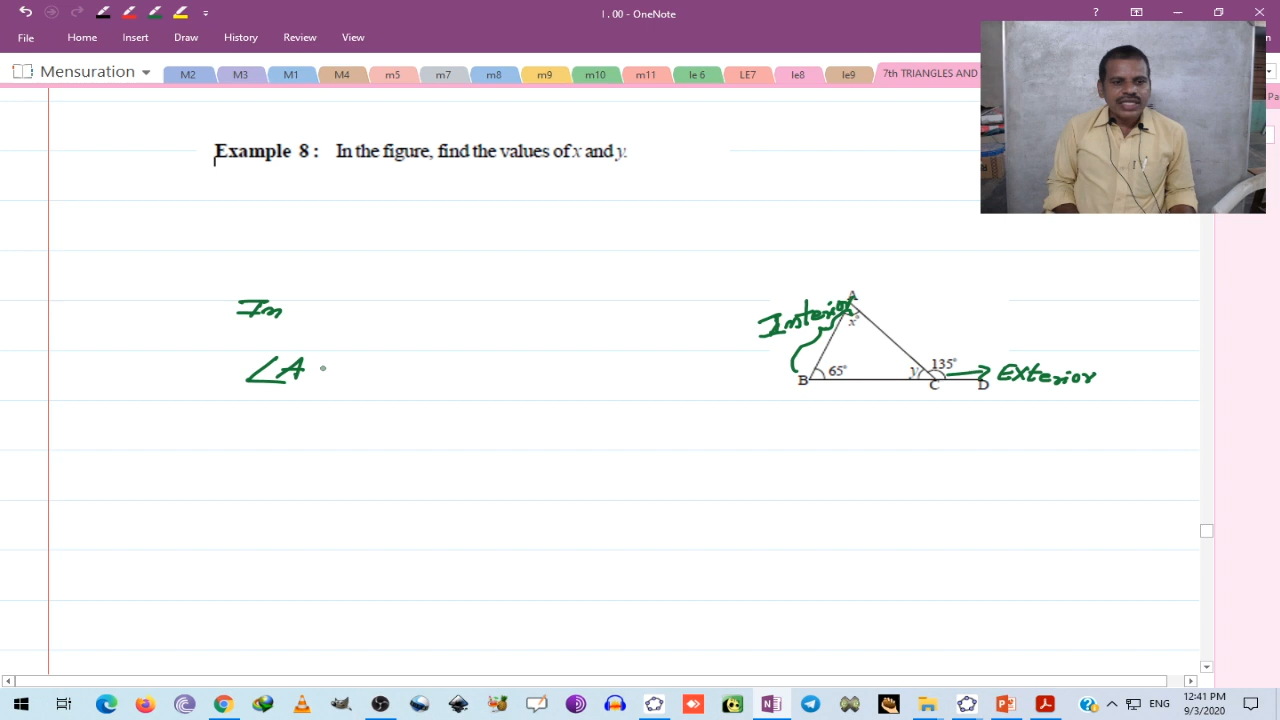 1.00 - OneNote
File Home Insert Draw History Review View
Mensuration M2 M3 M1 M4 m5 m7 m8 m9 m10 m11 le 6 LE7 le8 le9 7th TRIANGLES AND
Pa
Example 8 : In the figure, find the values of x and y.
Im
∠A
Interior
A
x°
B 65° y 135° C D
Exterior
12:41 PM
ENG
9/3/2020